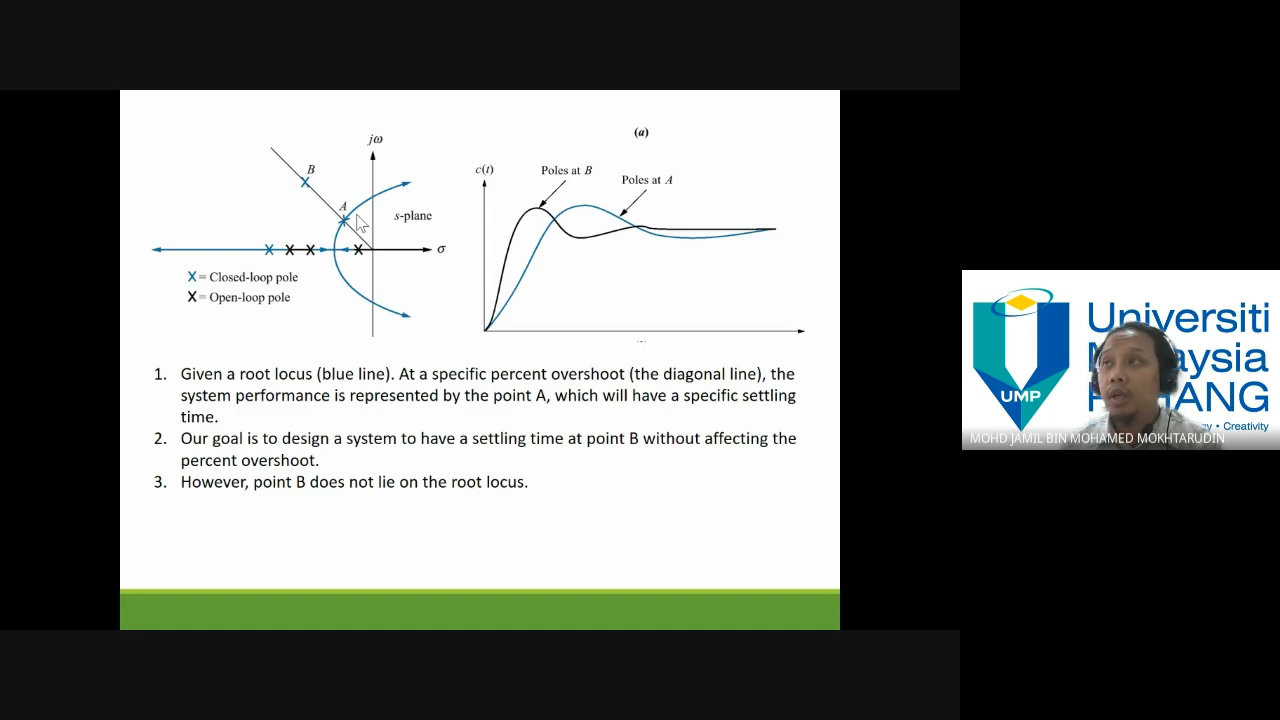 (a)
jω
B
A
s-plane
σ
X = Closed-loop pole
X = Open-loop pole
c(t)
Poles at B
Poles at A
1. Given a root locus (blue line). At a specific percent overshoot (the diagonal line), the
system performance is represented by the point A, which will have a specific settling
time.
2. Our goal is to design a system to have a settling time at point B without affecting the
percent overshoot.
3. However, point B does not lie on the root locus.
Universiti
UMP
ANG
• Creativity
MOHD JAMIL BIN MOHAMED MOKHTARUDIN